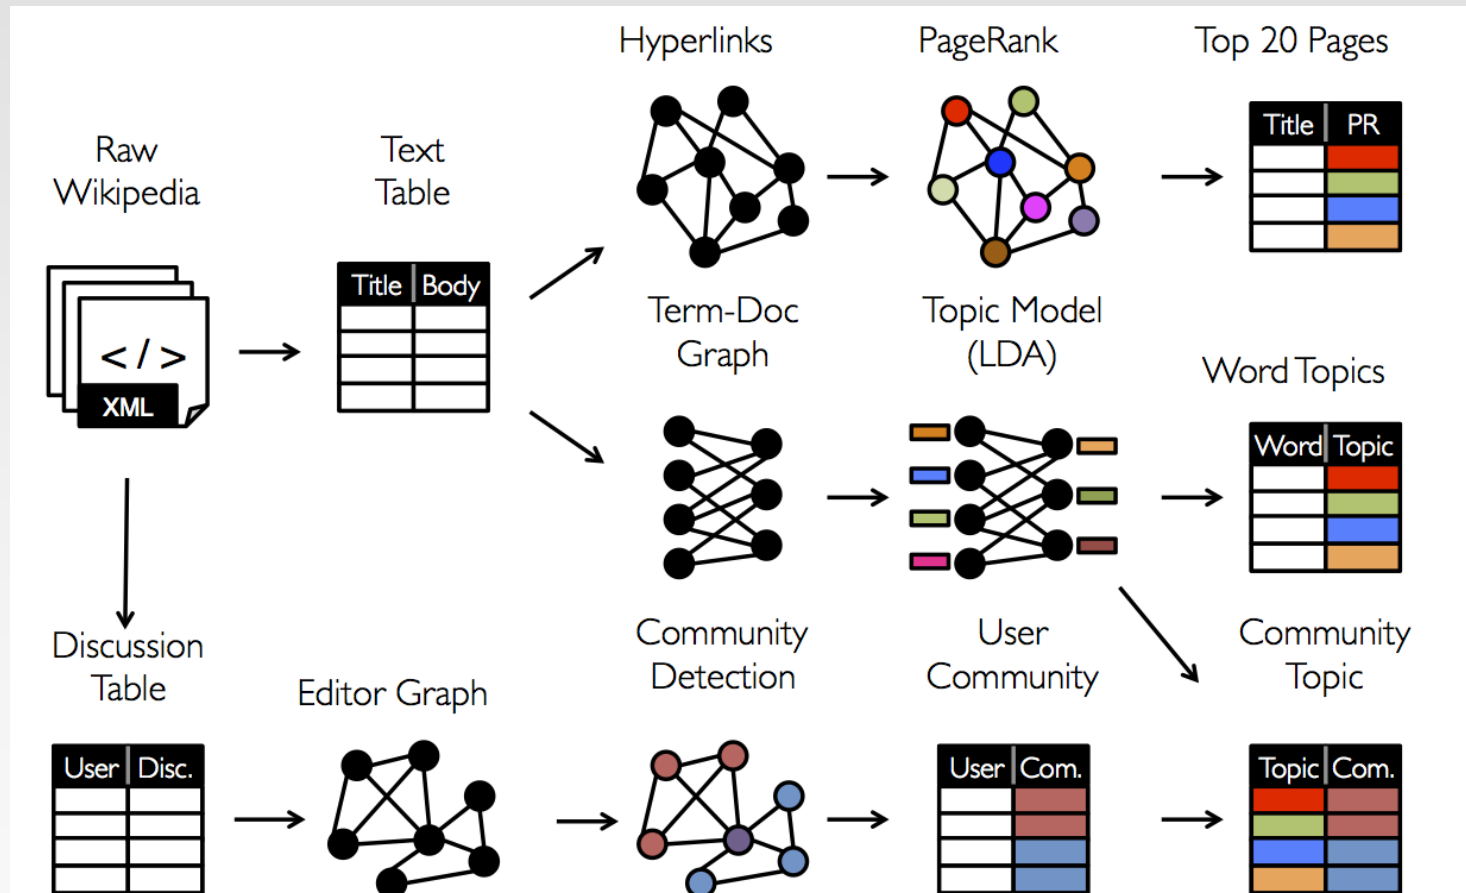 Hyperlinks
PageRank
Top 20 Pages
Raw
Wikipedia
Text
Table
Title PR
Title Body
</>
XML
Term-Doc
Graph
Topic Model
(LDA)
Word Topics
Word Topic
Discussion
Table
Editor Graph
Community
Detection
User
Community
Community
Topic
User Disc.
User Com.
Topic Com.